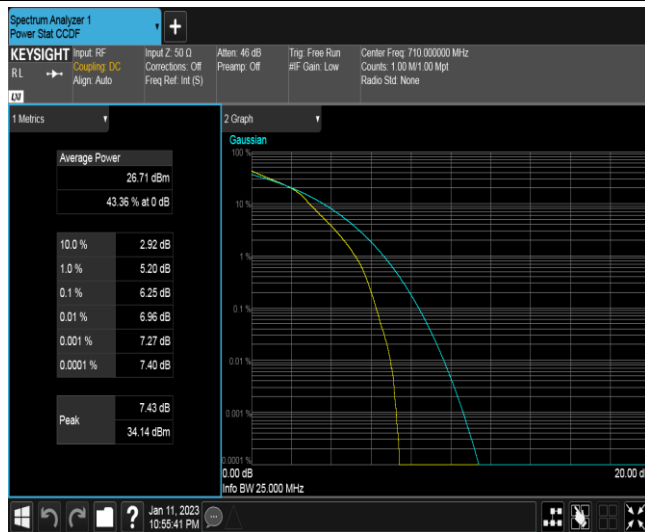 Spectrum Analyzer 1
Power Stat CCDF
+
KEYSIGHT
RL
LXI
Input: RF
Coupling: DC
Align: Auto
Input Z: 50 Ω
Corrections: Off
Freq Ref: Int (S)
Atten: 46 dB
Preamp: Off
Trig: Free Run
#IF Gain: Low
Center Freq: 710.000000 MHz
Counts: 1.00 M/1.00 Mpt
Radio Std: None
1 Metrics
Average Power
26.71 dBm
43.36 % at 0 dB
10.0 % 2.92 dB
1.0 % 5.20 dB
0.1 % 6.25 dB
0.01 % 6.96 dB
0.001 % 7.27 dB
0.0001 % 7.40 dB
Peak 7.43 dB
34.14 dBm
2 Graph
Gaussian
100 %
10 %
1 %
0.1 %
0.01 %
0.001 %
0.0001 %
0.00 dB
20.00 d
Info BW 25.000 MHz
?
Jan 11, 2023
10:55:41 PM